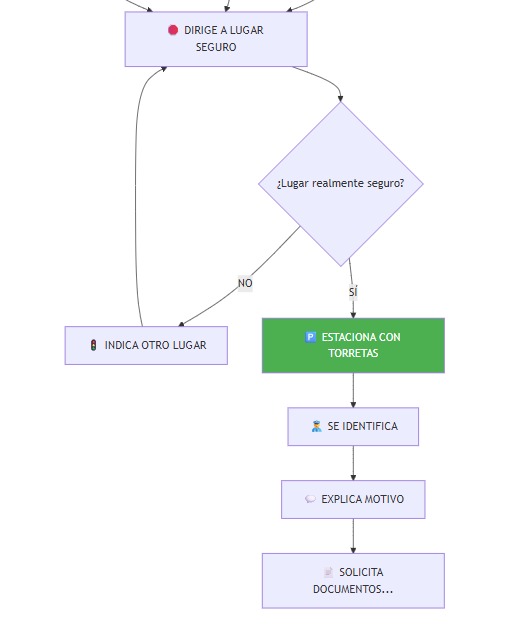 DIRIGE A LUGAR
SEGURO
¿Lugar realmente seguro?
NO
SÍ
INDICA OTRO LUGAR
🅿️ ESTACIONA CON
TORRETAS
SE IDENTIFICA
EXPLICA MOTIVO
SOLICITA
DOCUMENTOS...